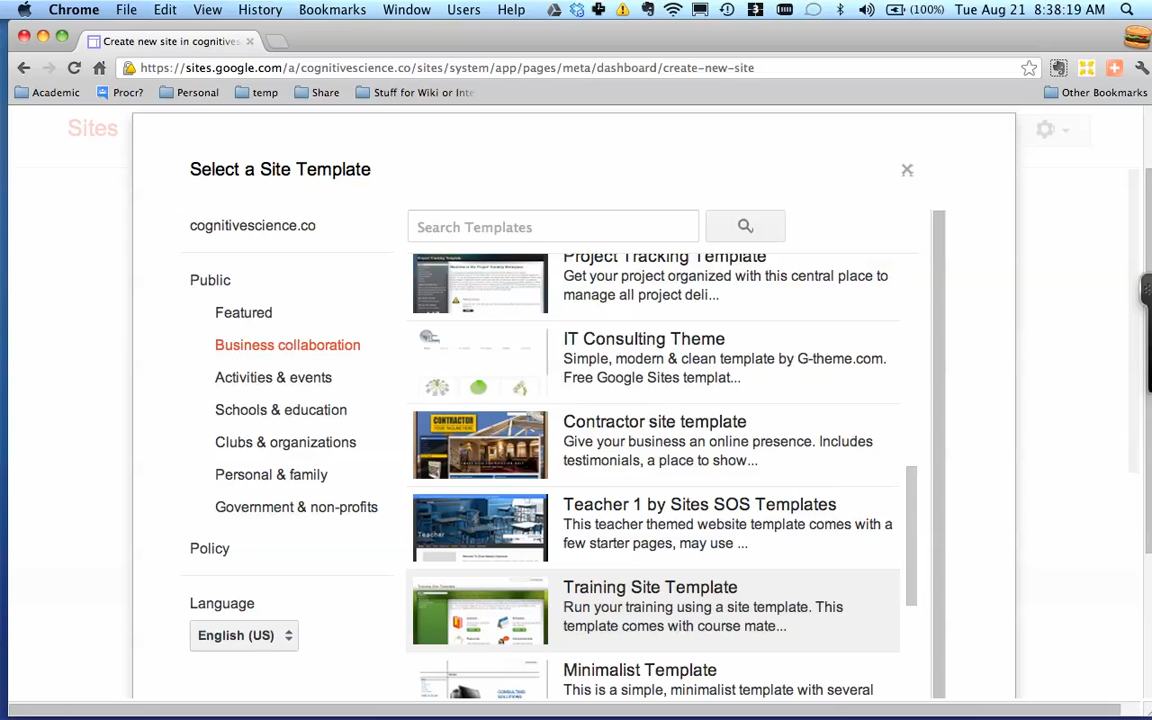 Chrome File Edit View History Bookmarks Window Users Help (100%) Tue Aug 21 8:38:19 AM
Create new site in cognitives
https://sites.google.com/a/cognitivescience.co/sites/system/app/pages/meta/dashboard/create-new-site
Academic Procr? Personal temp Share Stuff for Wiki or Inte Other Bookmarks
Sites
Select a Site Template
cognitivescience.co
Search Templates
Public
Featured
Business collaboration
Activities & events
Schools & education
Clubs & organizations
Personal & family
Government & non-profits
Policy
Language
English (US)
Project Tracking Template
Get your project organized with this central place to
manage all project deli...
IT Consulting Theme
Simple, modern & clean template by G-theme.com.
Free Google Sites templat...
CONTRACTOR
Contractor site template
Give your business an online presence. Includes
testimonials, a place to show...
Teacher
Teacher 1 by Sites SOS Templates
This teacher themed website template comes with a
few starter pages, may use ...
Training Site Template
Run your training using a site template. This
template comes with course mate...
Minimalist Template
This is a simple, minimalist template with several